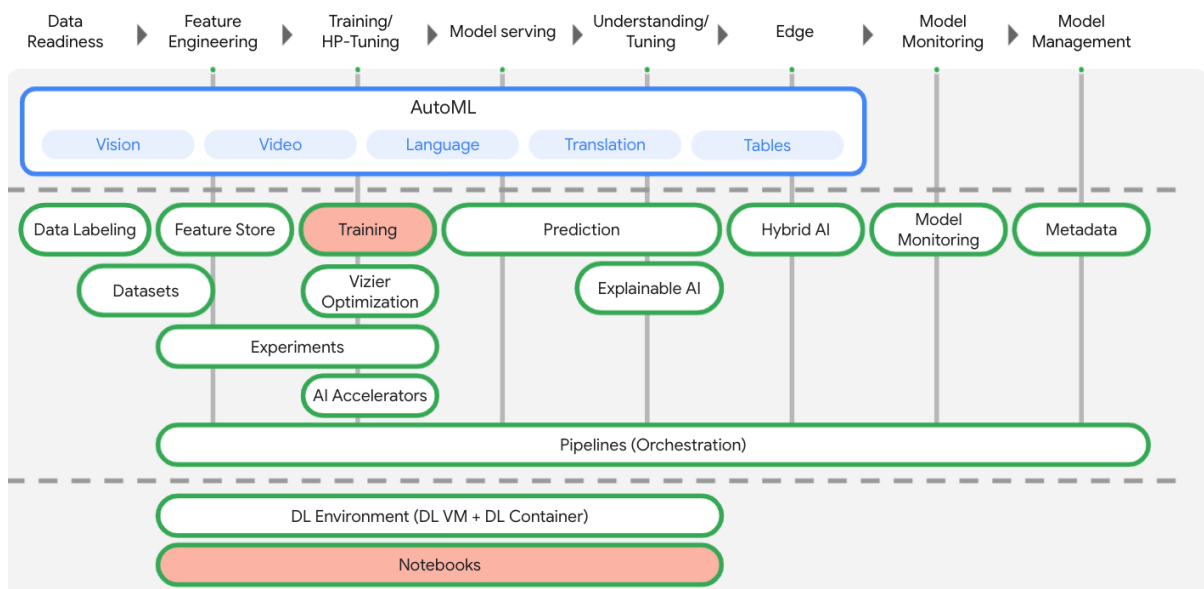 Data
Readiness
Feature
Engineering
Training/
HP-Tuning
Model serving
Understanding/
Tuning
Edge
Model
Monitoring
Model
Management
AutoML
Vision
Video
Language
Translation
Tables
Data Labeling
Feature Store
Training
Prediction
Hybrid AI
Model
Monitoring
Metadata
Datasets
Vizier
Optimization
Explainable AI
Experiments
AI Accelerators
Pipelines (Orchestration)
DL Environment (DL VM + DL Container)
Notebooks